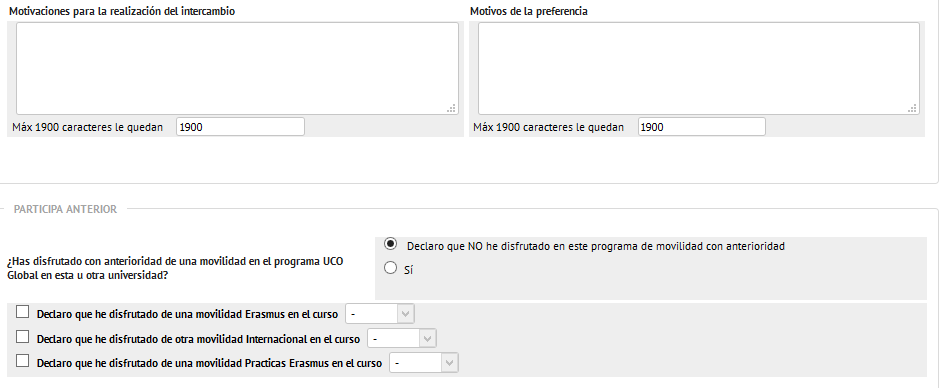 Motivaciones para la realización del intercambio
Motivos de la preferencia
Máx 1900 caracteres le quedan 1900
Máx 1900 caracteres le quedan 1900
PARTICIPA ANTERIOR
¿Has disfrutado con anterioridad de una movilidad en el programa UCO
Global en esta u otra universidad?
Declaro que NO he disfrutado en este programa de movilidad con anterioridad
Sí
Declaro que he disfrutado de una movilidad Erasmus en el curso -
Declaro que he disfrutado de otra movilidad Internacional en el curso -
Declaro que he disfrutado de una movilidad Practicas Erasmus en el curso -